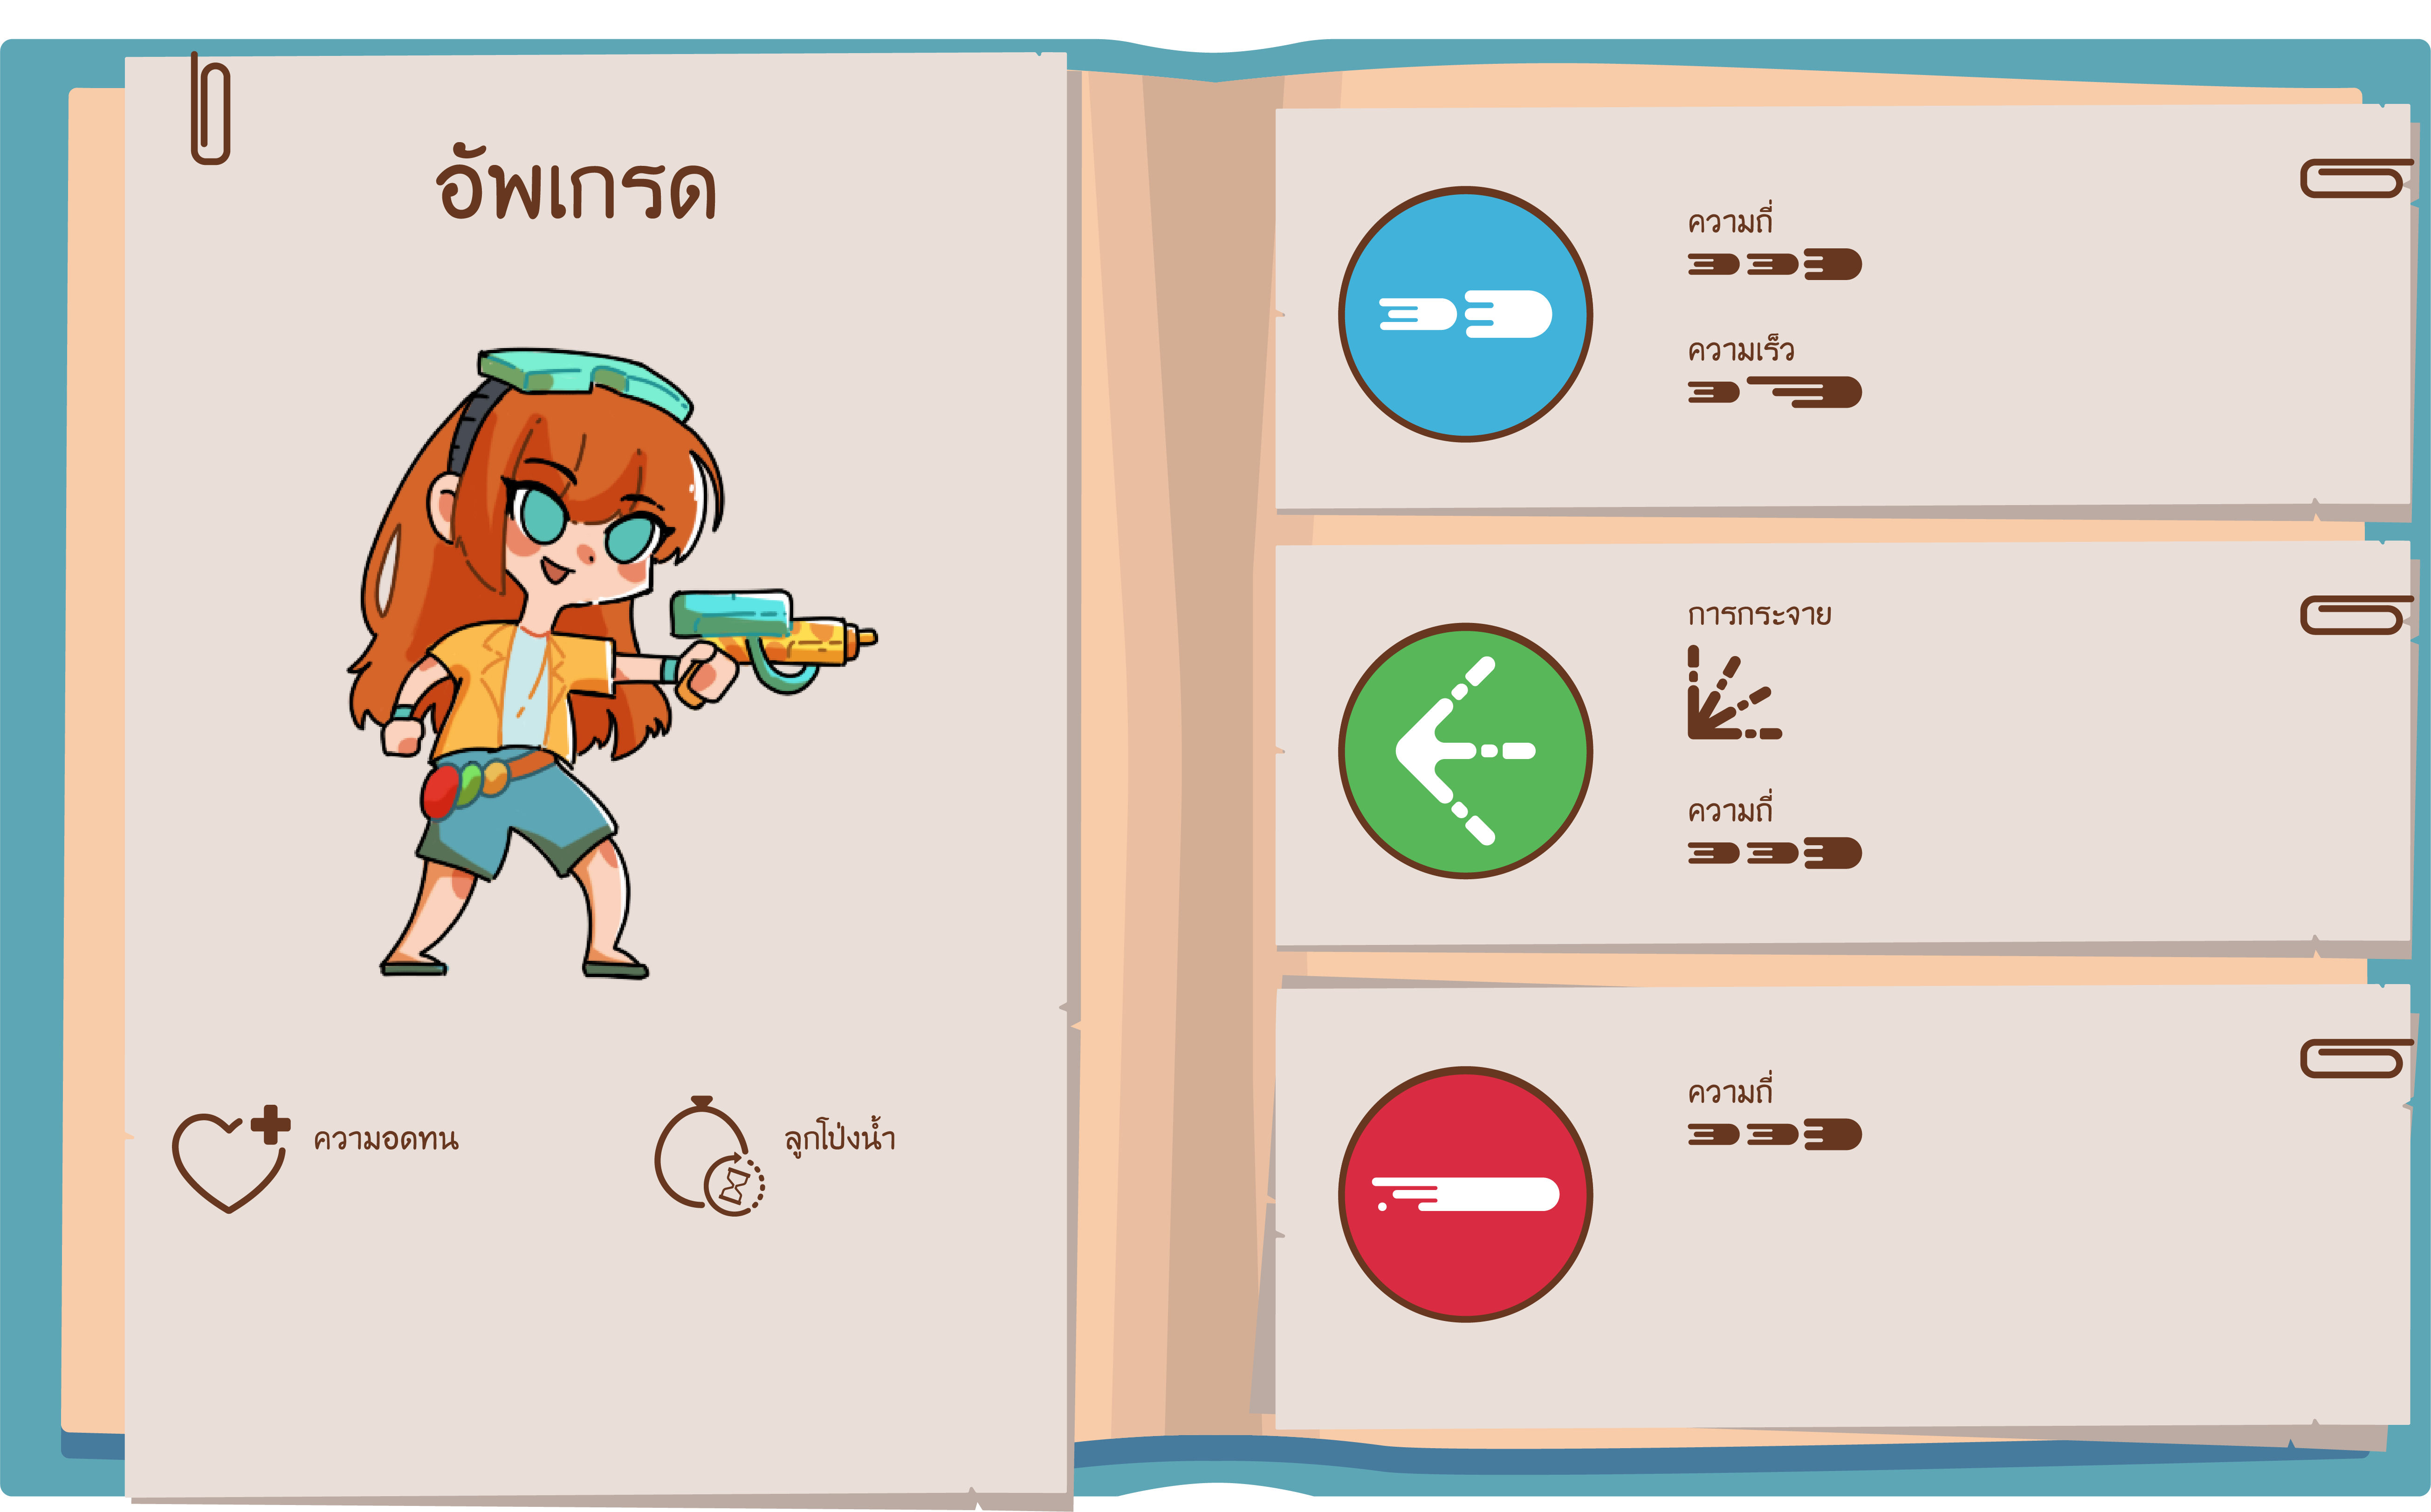 อัพเกรด
ความอดทน
ลูกโป่งน้ำ
ความถี่
ความเร็ว
การกระจาย
ความถี่
ความถี่